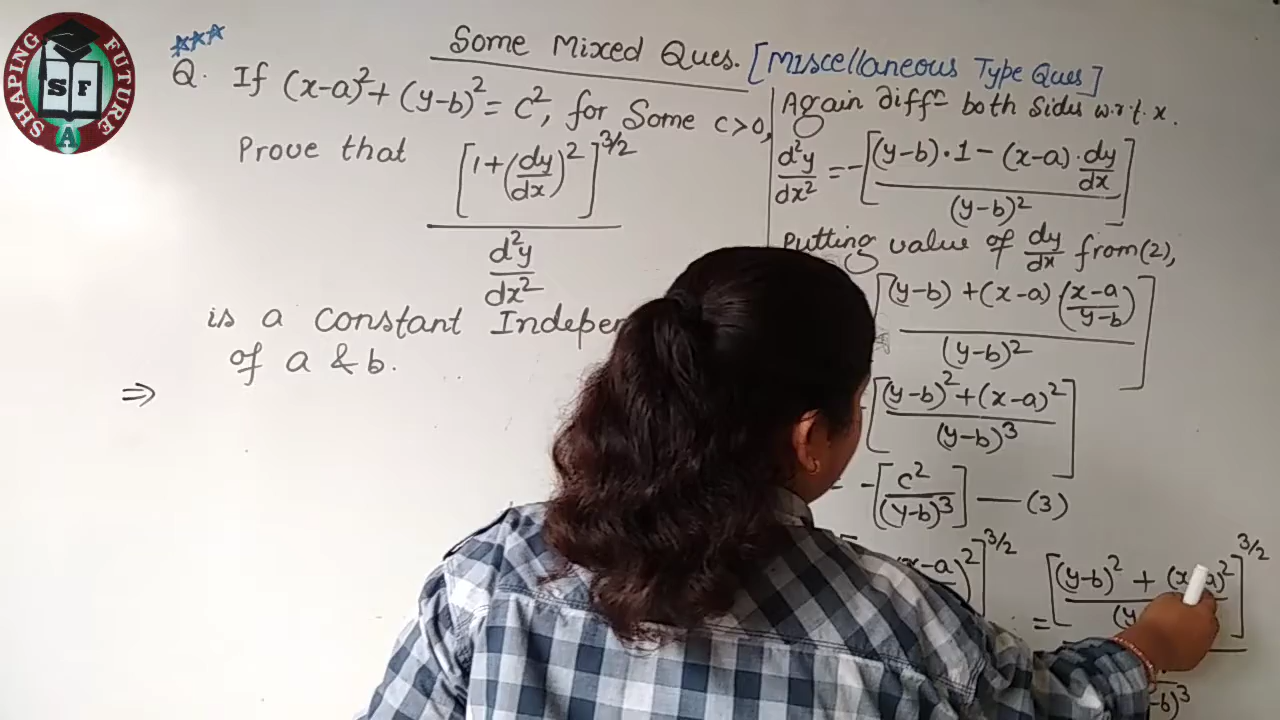 SHAPING FUTURE
S F
A
Some Mixed Ques. [Miscellaneous Type Ques]
Q. If (x-a)²+(y-b)²=c², for Some c>0,
Prove that [1+(dy/dx)²]^3/2
d²y/dx²
is a Constant
of a & b.
⇒
Again diffⁿ both sides w.r.t. x.
d²y/dx² = -[(y-b)·1-(x-a)·dy/dx]/(y-b)²
Putting value of dy/dx from (2),
[(y-b)+(x-a)((x-a)/(y-b))]/(y-b)²
[(y-b)²+(x-a)²]/(y-b)³
-[c²/(y-b)³] — (3)
)²]^3/2
= [(y-b)² + (x-a)²
]^3/2